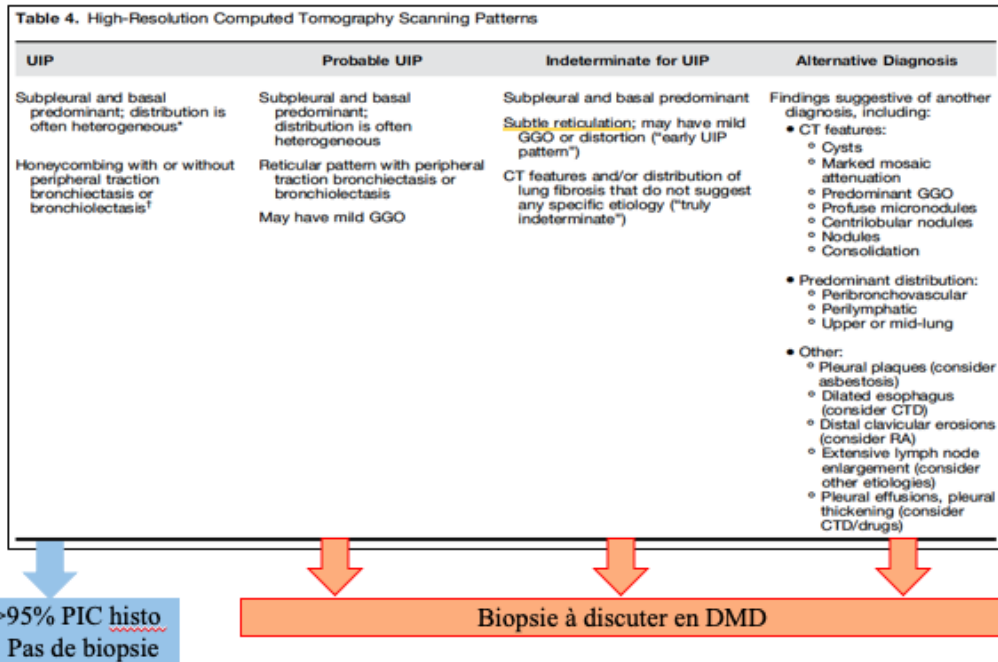 Table 4. High-Resolution Computed Tomography Scanning Patterns
UIP
Probable UIP
Indeterminate for UIP
Alternative Diagnosis
Subpleural and basal
predominant; distribution is
often heterogeneous*
Honeycombing with or without
peripheral traction
bronchiectasis or
bronchiolectasis†
Subpleural and basal
predominant;
distribution is often
heterogeneous
Reticular pattern with peripheral
traction bronchiectasis or
bronchiolectasis
May have mild GGO
Subpleural and basal predominant
Subtle reticulation; may have mild
GGO or distortion (“early UIP
pattern”)
CT features and/or distribution of
lung fibrosis that do not suggest
any specific etiology (“truly
indeterminate”)
Findings suggestive of another
diagnosis, including:
• CT features:
° Cysts
° Marked mosaic
attenuation
° Predominant GGO
° Profuse micronodules
° Centrilobular nodules
° Nodules
° Consolidation
• Predominant distribution:
° Peribronchovascular
° Perilymphatic
° Upper or mid-lung
• Other:
° Pleural plaques (consider
asbestosis)
° Dilated esophagus
(consider CTD)
° Distal clavicular erosions
(consider RA)
° Extensive lymph node
enlargement (consider
other etiologies)
° Pleural effusions, pleural
thickening (consider
CTD/drugs)
>95% PIC histo
Pas de biopsie
Biopsie à discuter en DMD